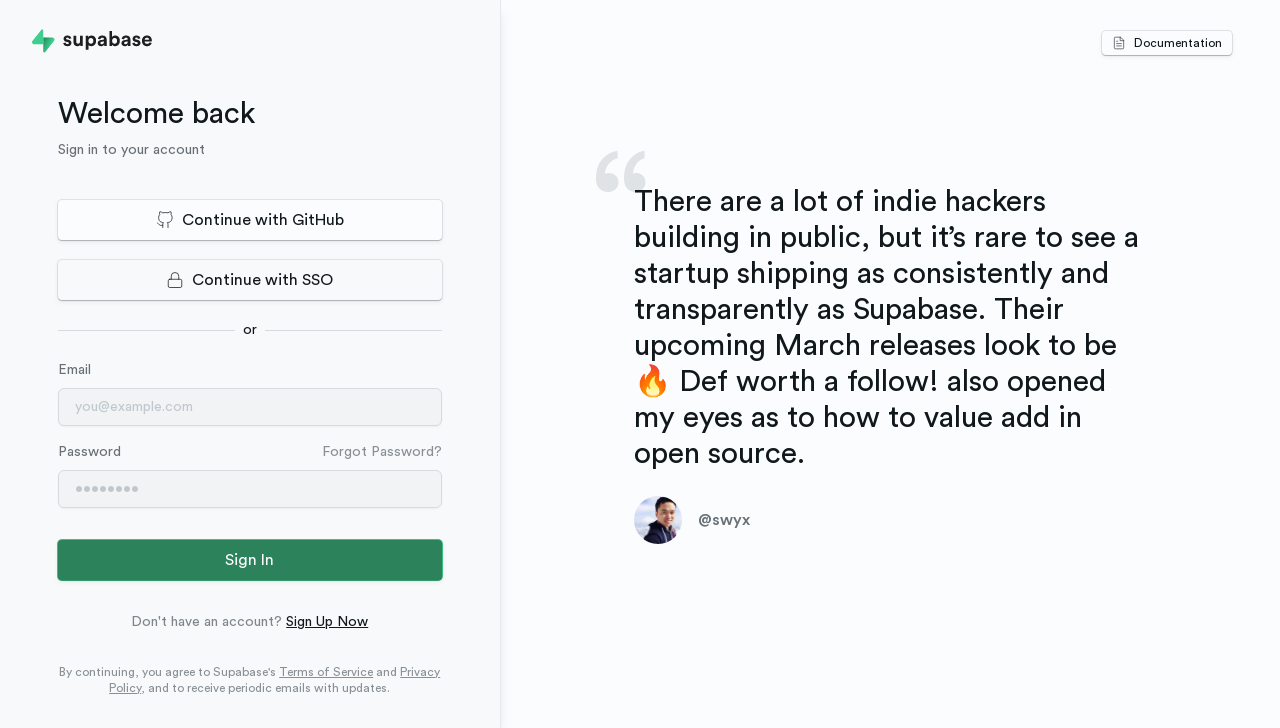 supabase
Documentation
Welcome back
Sign in to your account
Continue with GitHub
Continue with SSO
or
Email
you@example.com
Password Forgot Password?
••••••••
Sign In
Don't have an account? Sign Up Now
By continuing, you agree to Supabase's Terms of Service and Privacy
Policy, and to receive periodic emails with updates.
“
There are a lot of indie hackers
building in public, but it’s rare to see a
startup shipping as consistently and
transparently as Supabase. Their
upcoming March releases look to be
🔥 Def worth a follow! also opened
my eyes as to how to value add in
open source.
@swyx